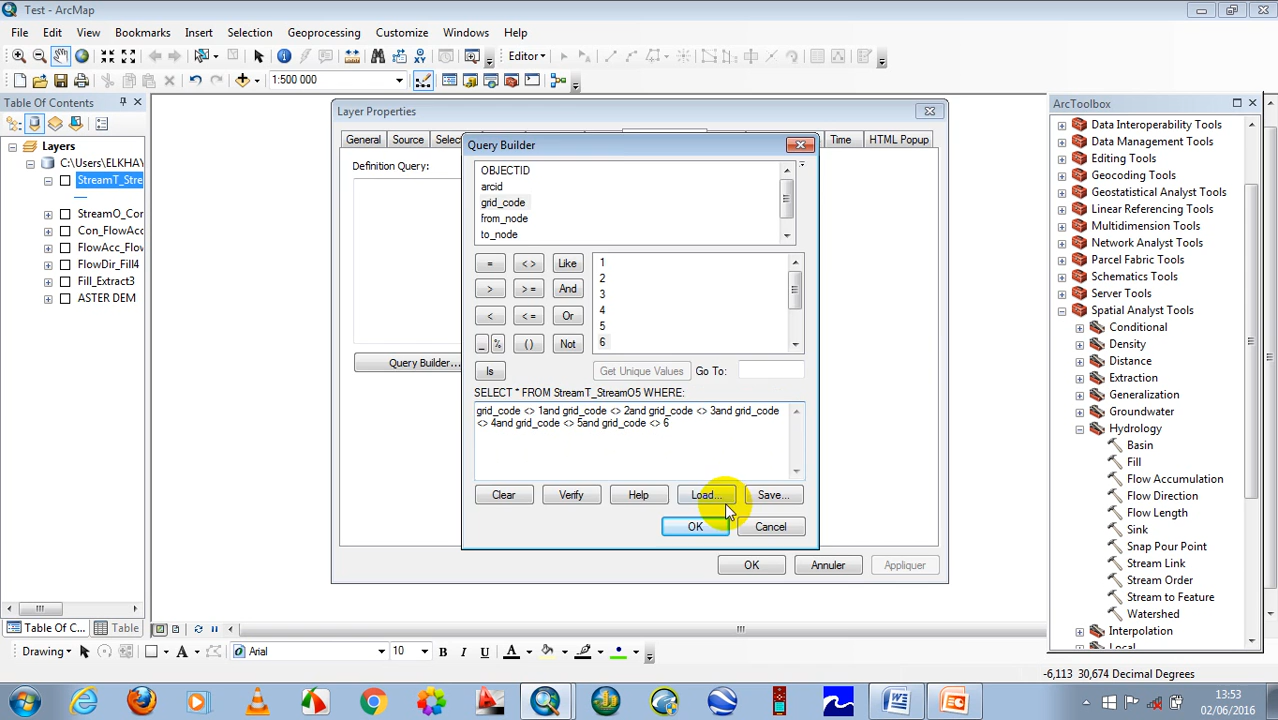 Test - ArcMap
File Edit View Bookmarks Insert Selection Geoprocessing Customize Windows Help
Editor
1:500 000
Table Of Contents
Layers
C:\Users\ELKHA
StreamT_Stre
StreamO_Con
Con_FlowAcc
FlowAcc_Flow
FlowDir_Fill4
Fill_Extract3
ASTER DEM
Layer Properties
General Source Selec Time HTML Popup
Definition Query:
Query Builder...
OK Annuler Appliquer
Query Builder
OBJECTID
arcid
grid_code
from_node
to_node
= <> Like
> >= And
< <= Or
_ % () Not
Is
1
2
3
4
5
6
Get Unique Values Go To:
SELECT * FROM StreamT_StreamO5 WHERE:
grid_code <> 1and grid_code <> 2and grid_code <> 3and grid_code
<> 4and grid_code <> 5and grid_code <> 6
Clear Verify Help Load... Save...
OK Cancel
ArcToolbox
Data Interoperability Tools
Data Management Tools
Editing Tools
Geocoding Tools
Geostatistical Analyst Tools
Linear Referencing Tools
Multidimension Tools
Network Analyst Tools
Parcel Fabric Tools
Schematics Tools
Server Tools
Spatial Analyst Tools
Conditional
Density
Distance
Extraction
Generalization
Groundwater
Hydrology
Basin
Fill
Flow Accumulation
Flow Direction
Flow Length
Sink
Snap Pour Point
Stream Link
Stream Order
Stream to Feature
Watershed
Interpolation
Local
Table Of C... Table
Drawing Arial 10 B I U A
-6,113 30,674 Decimal Degrees
13:53
02/06/2016